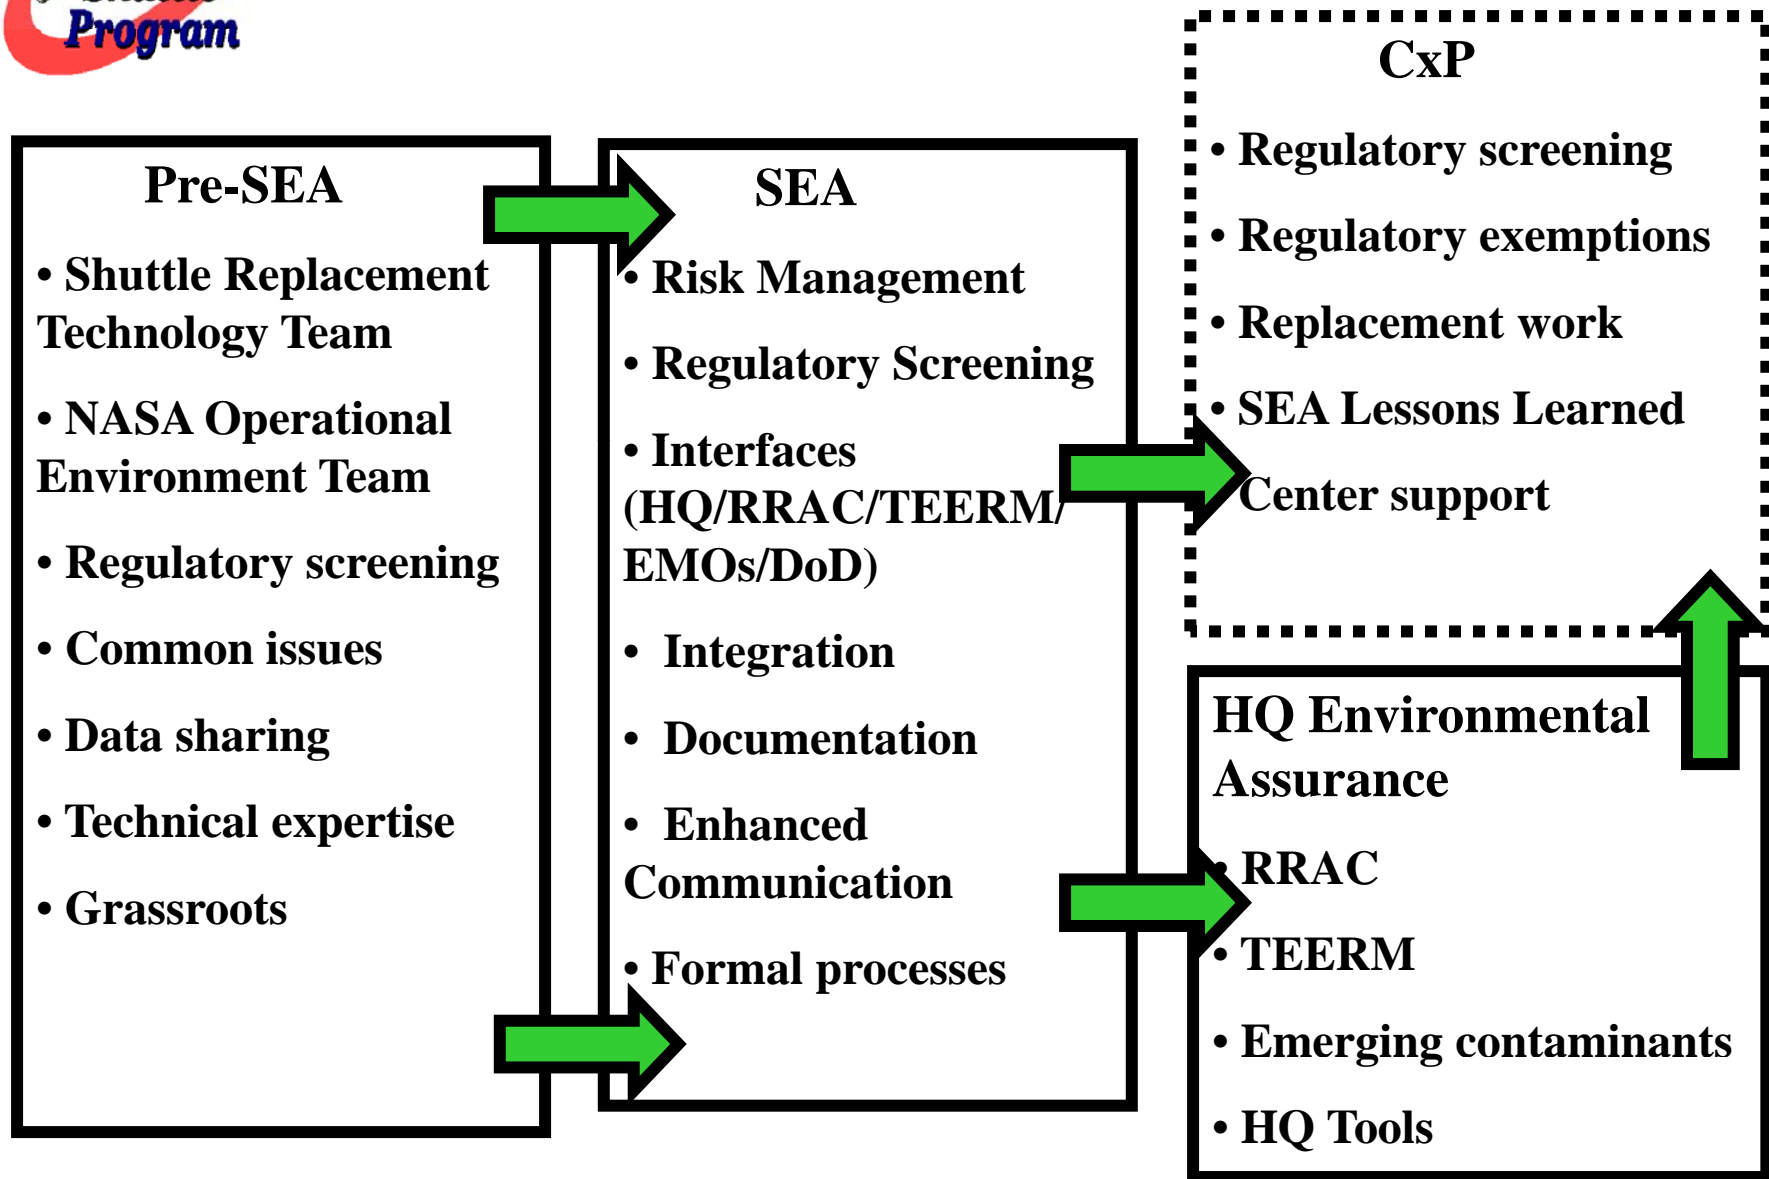 Program
Pre-SEA
• Shuttle Replacement
Technology Team
• NASA Operational
Environment Team
• Regulatory screening
• Common issues
• Data sharing
• Technical expertise
• Grassroots
SEA
• Risk Management
• Regulatory Screening
• Interfaces
(HQ/RRAC/TEERM/
EMOs/DoD)
• Integration
• Documentation
• Enhanced
Communication
• Formal processes
CxP
• Regulatory screening
• Regulatory exemptions
• Replacement work
• SEA Lessons Learned
Center support
HQ Environmental
Assurance
• RRAC
• TEERM
• Emerging contaminants
• HQ Tools